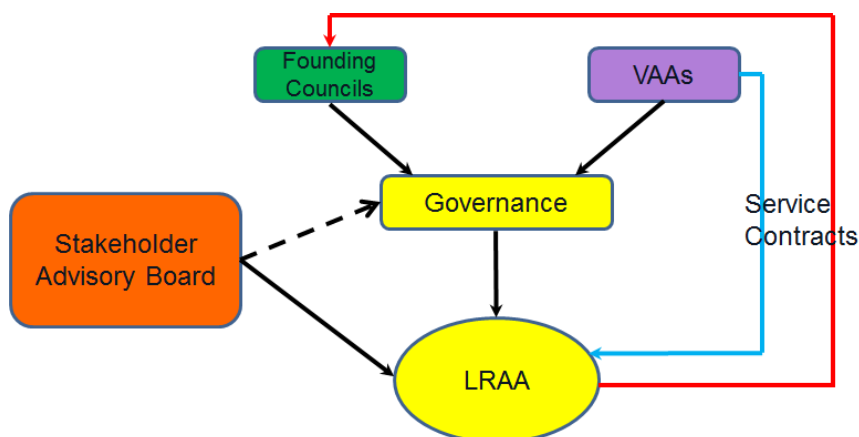 Founding
Councils
VAAs
Governance
Service
Contracts
Stakeholder
Advisory Board
LRAA